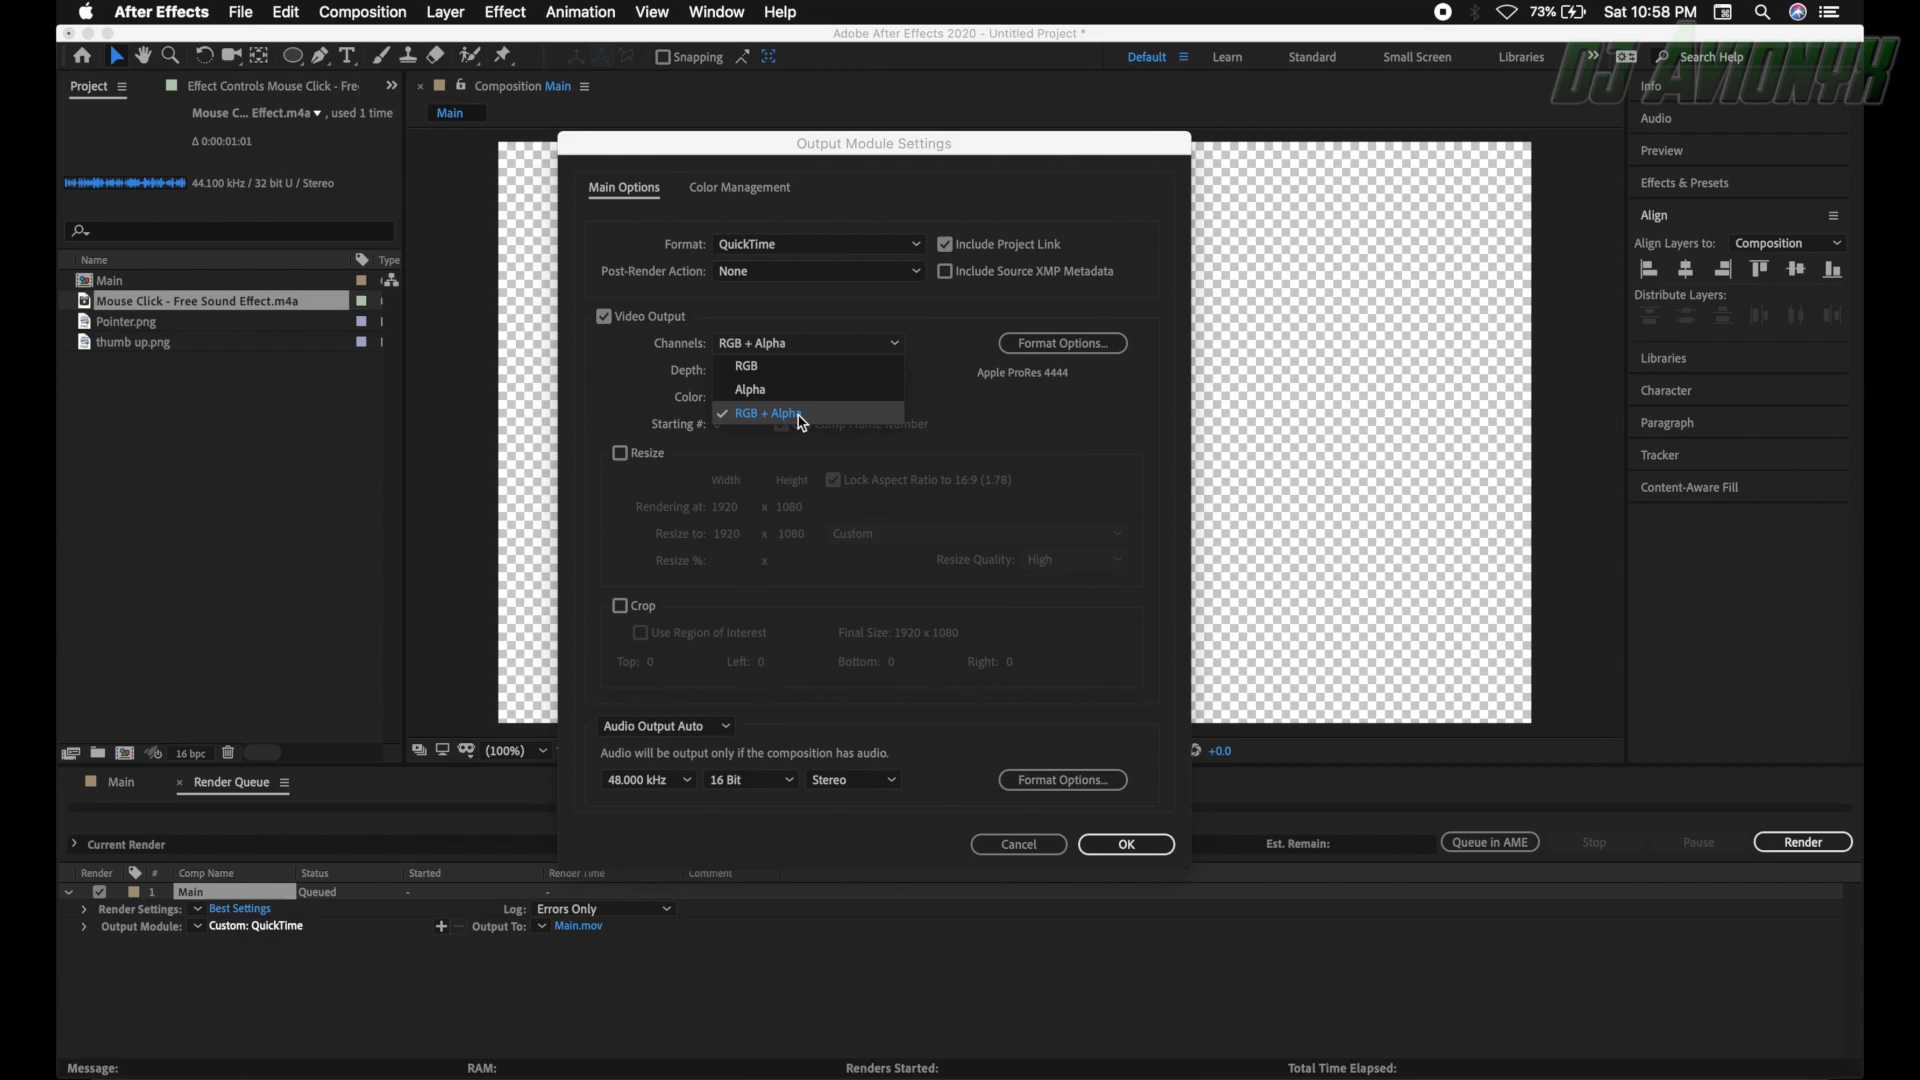 After Effects File Edit Composition Layer Effect Animation View Window Help 73% Sat 10:58 PM
Adobe After Effects 2020 - Untitled Project *
Snapping Default Learn Standard Small Screen Libraries Search Help
DJ AVIONYX
Project Effect Controls Mouse Click - Fre Composition Main Info
Mouse C... Effect.m4a , used 1 time Main Audio
Δ 0:00:01:01
Output Module Settings
Preview
44.100 kHz / 32 bit U / Stereo
Main Options Color Management
Effects & Presets
Align
Align Layers to: Composition
Format: QuickTime Include Project Link
Post-Render Action: None Include Source XMP Metadata
Distribute Layers:
Name Type
Main
Mouse Click - Free Sound Effect.m4a
Pointer.png
thumb up.png
Video Output
Channels: RGB + Alpha Format Options...
RGB
Depth: Apple ProRes 4444
Alpha
Color:
RGB + Alpha
Starting #: Comp Frame Number
Libraries
Character
Paragraph
Tracker
Content-Aware Fill
Resize
Width Height Lock Aspect Ratio to 16:9 (1.78)
Rendering at: 1920 x 1080
Resize to: 1920 x 1080 Custom
Resize %: x Resize Quality: High
Crop
Use Region of Interest Final Size: 1920 x 1080
Top: 0 Left: 0 Bottom: 0 Right: 0
Audio Output Auto
Audio will be output only if the composition has audio.
48.000 kHz 16 Bit Stereo Format Options...
Cancel OK
16 bpc (100%) +0.0
Main Render Queue
Current Render Est. Remain: Queue in AME Stop Pause Render
Render # Comp Name Status Started Render Time Comment
1 Main Queued - -
Render Settings: Best Settings Log: Errors Only
Output Module: Custom: QuickTime Output To: Main.mov
Message: RAM: Renders Started: Total Time Elapsed: